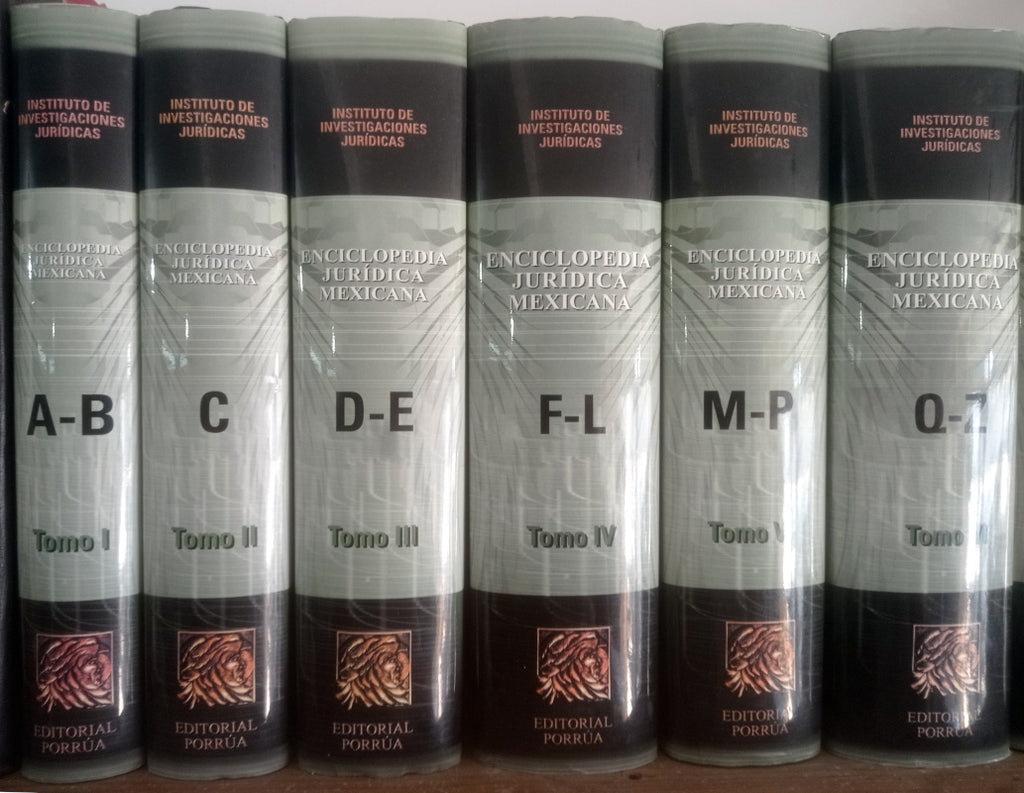 INSTITUTO DE
INVESTIGACIONES
JURÍDICAS
ENCICLOPEDIA
JURÍDICA
MEXICANA
A-B
Tomo I
EDITORIAL
PORRÚA
INSTITUTO DE
INVESTIGACIONES
JURÍDICAS
ENCICLOPEDIA
JURÍDICA
MEXICANA
C
Tomo II
EDITORIAL
PORRÚA
INSTITUTO DE
INVESTIGACIONES
JURÍDICAS
ENCICLOPEDIA
JURÍDICA
MEXICANA
D-E
Tomo III
EDITORIAL
PORRÚA
INSTITUTO DE
INVESTIGACIONES
JURÍDICAS
ENCICLOPEDIA
JURÍDICA
MEXICANA
F-L
Tomo IV
EDITORIAL
PORRÚA
INSTITUTO DE
INVESTIGACIONES
JURÍDICAS
ENCICLOPEDIA
JURÍDICA
MEXICANA
M-P
Tomo V
EDITORIAL
PORRÚA
INSTITUTO DE
INVESTIGACIONES
JURÍDICAS
ENCICLOPEDIA
JURÍDICA
MEXICANA
Q-Z
Tomo
EDITORIAL
PORRÚA